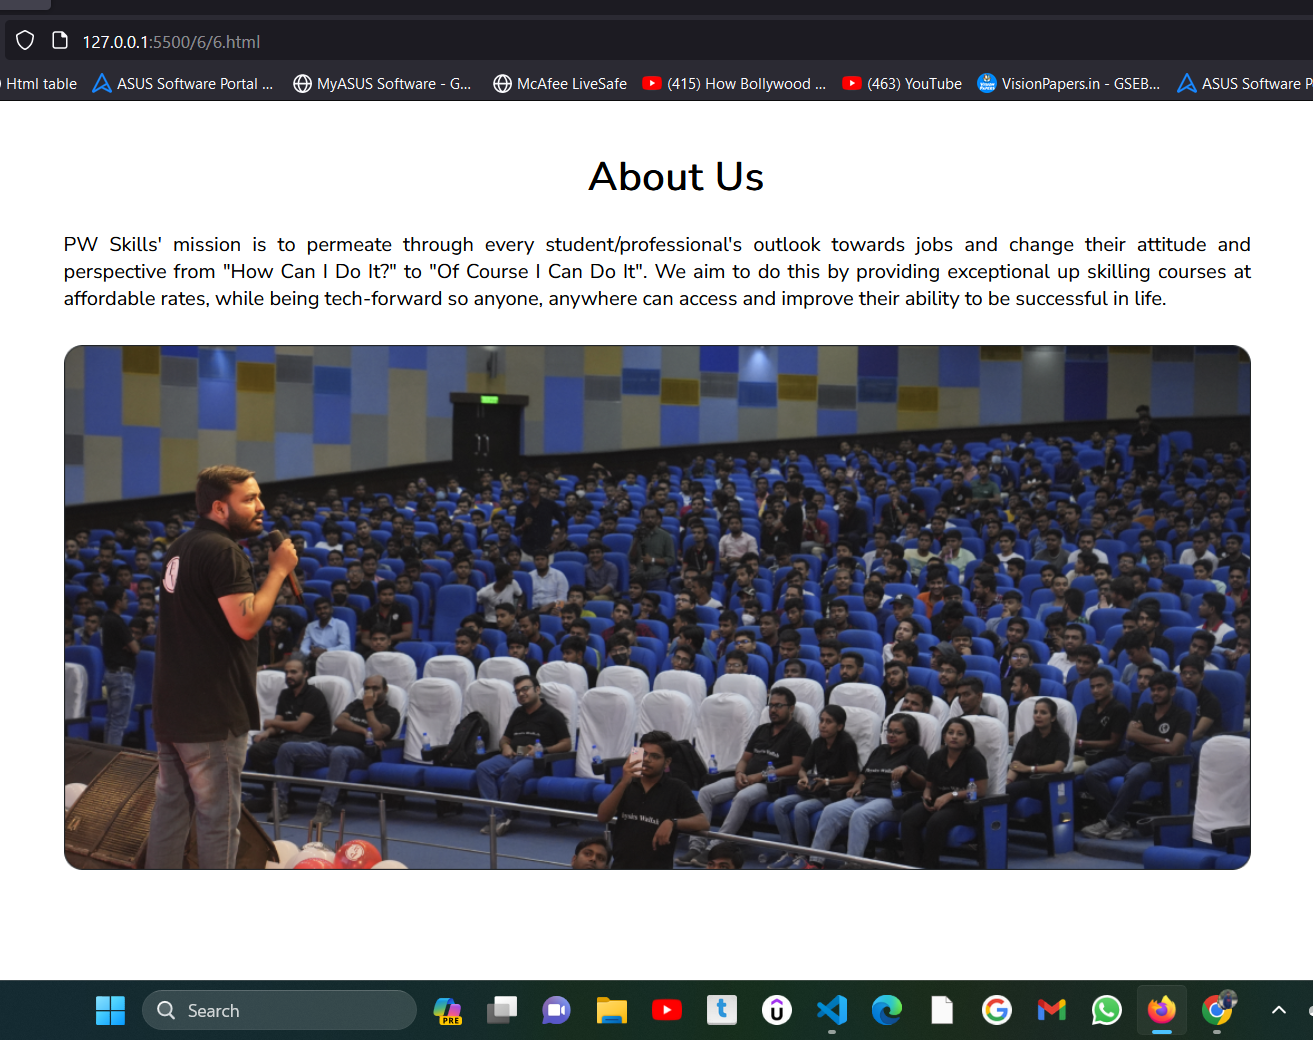 127.0.0.1:5500/6/6.html
Html table
ASUS Software Portal ...
MyASUS Software - G...
McAfee LiveSafe
(415) How Bollywood ...
(463) YouTube
VisionPapers.in - GSEB...
ASUS Software P
About Us
PW Skills' mission is to permeate through every student/professional's outlook towards jobs and change their attitude and
perspective from "How Can I Do It?" to "Of Course I Can Do It". We aim to do this by providing exceptional up skilling courses at
affordable rates, while being tech-forward so anyone, anywhere can access and improve their ability to be successful in life.
Search
PRE